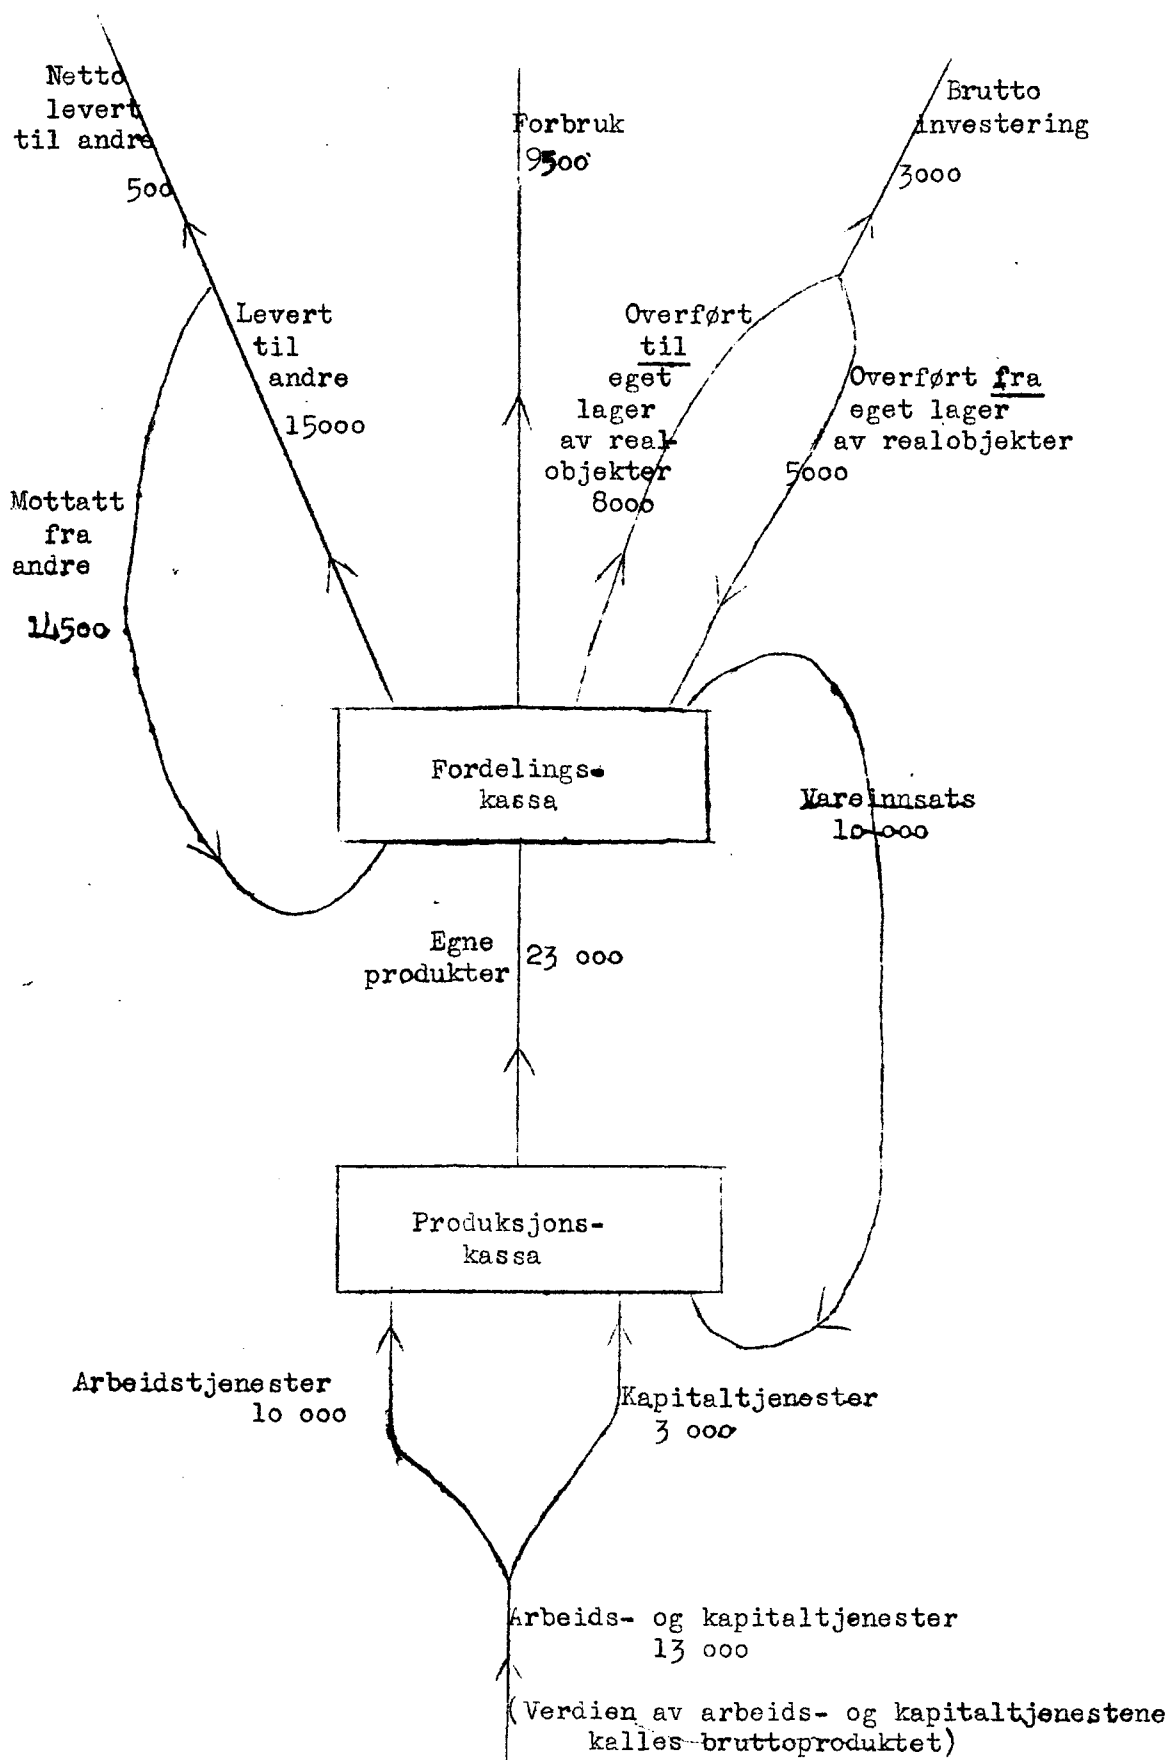 Netto
levert
til andre
500
Forbruk
9500
Brutto
investering
3000
Levert
til
andre
15000
Overført
til
eget
lager
av real-
objekter
8000
Overført fra
eget lager
av realobjekter
5000
Mottatt
fra
andre
14500
Fordelings-
kassa
Vareinnsats
10 000
Egne
produkter
23 000
Produksjons-
kassa
Arbeidstjenester
10 000
Kapitaltjenester
3 000
Arbeids- og kapitaltjenester
13 000
(Verdien av arbeids- og kapitaltjenestene
kalles bruttoproduktet)